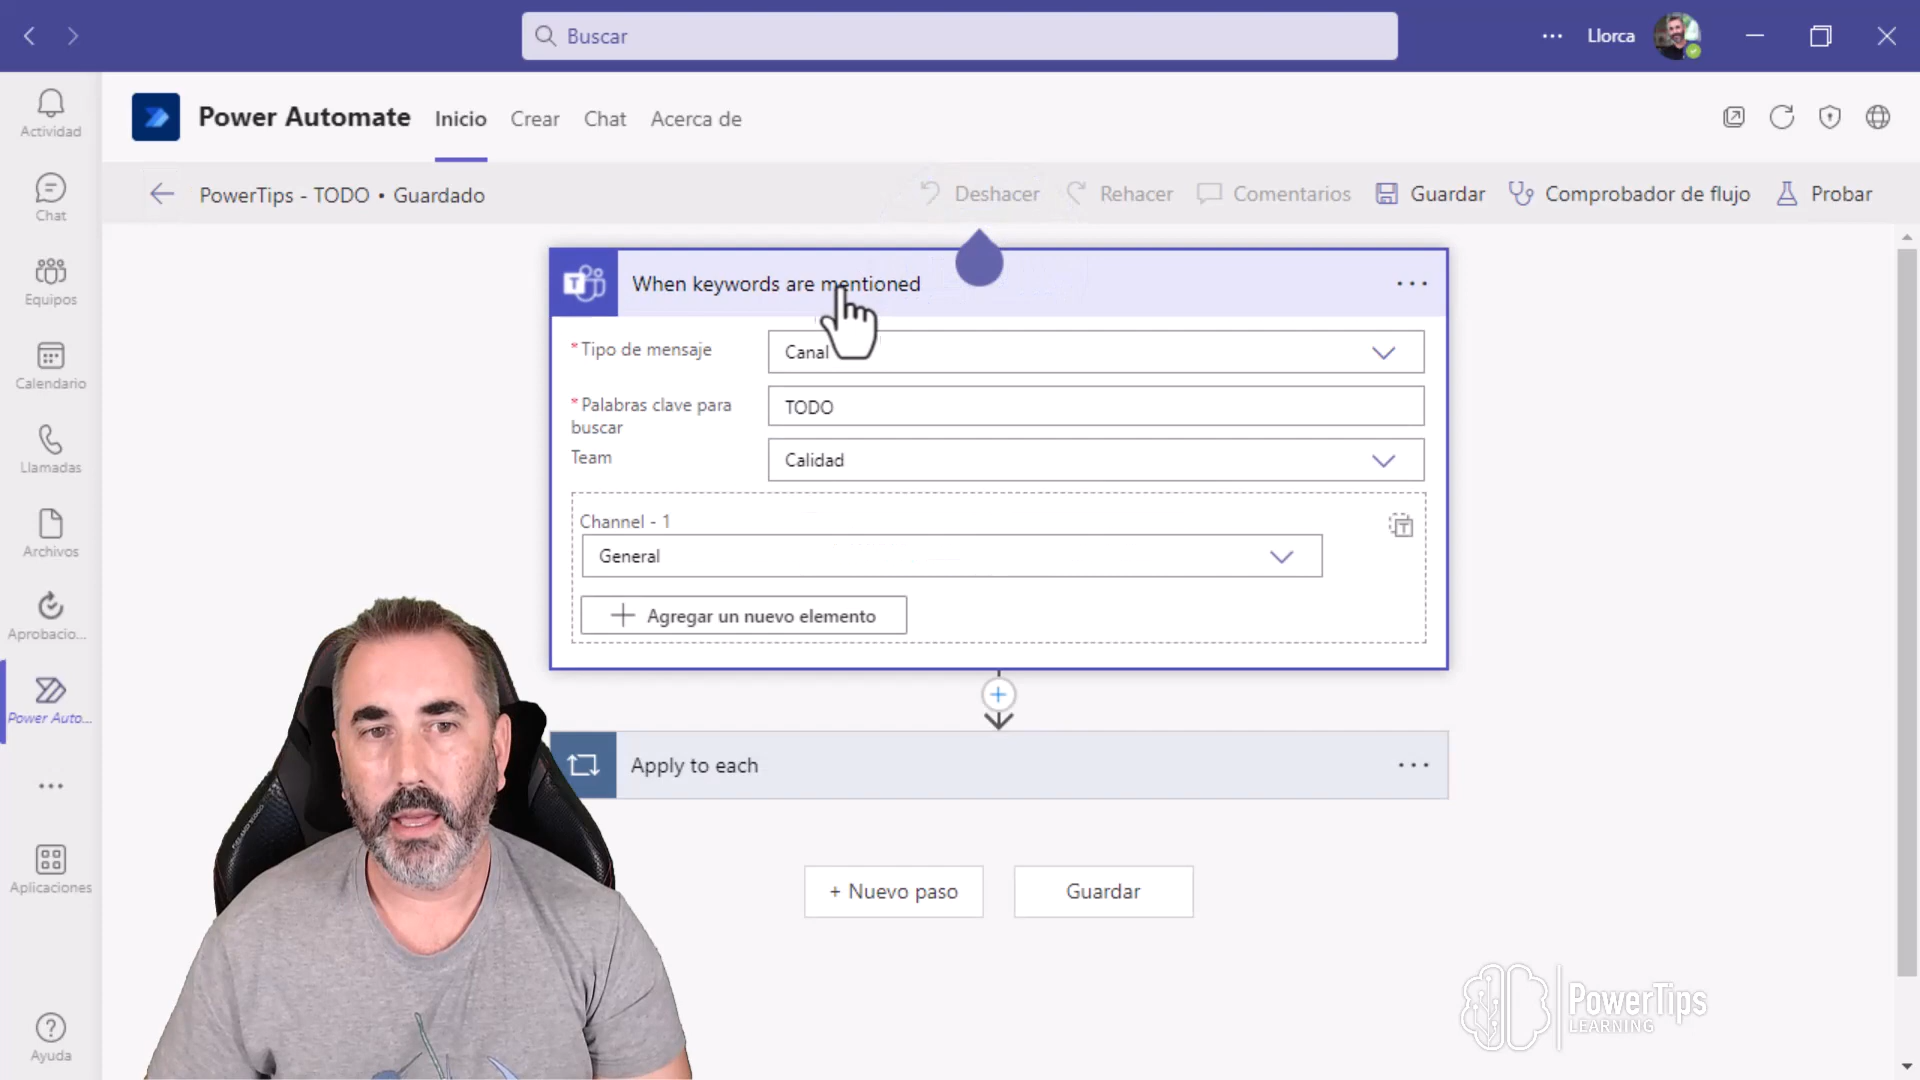 Buscar
Llorca
Power Automate
Inicio
Crear
Chat
Acerca de
PowerTips - TODO • Guardado
Deshacer
Rehacer
Comentarios
Guardar
Comprobador de flujo
Probar
Actividad
Chat
Equipos
Calendario
Llamadas
Archivos
Aprobacio...
Power Auto...
Aplicaciones
Ayuda
When keywords are mentioned
*Tipo de mensaje
Canal
*Palabras clave para
buscar
TODO
Team
Calidad
Channel - 1
General
Agregar un nuevo elemento
Apply to each
+ Nuevo paso
Guardar
PowerTips
LEARNING